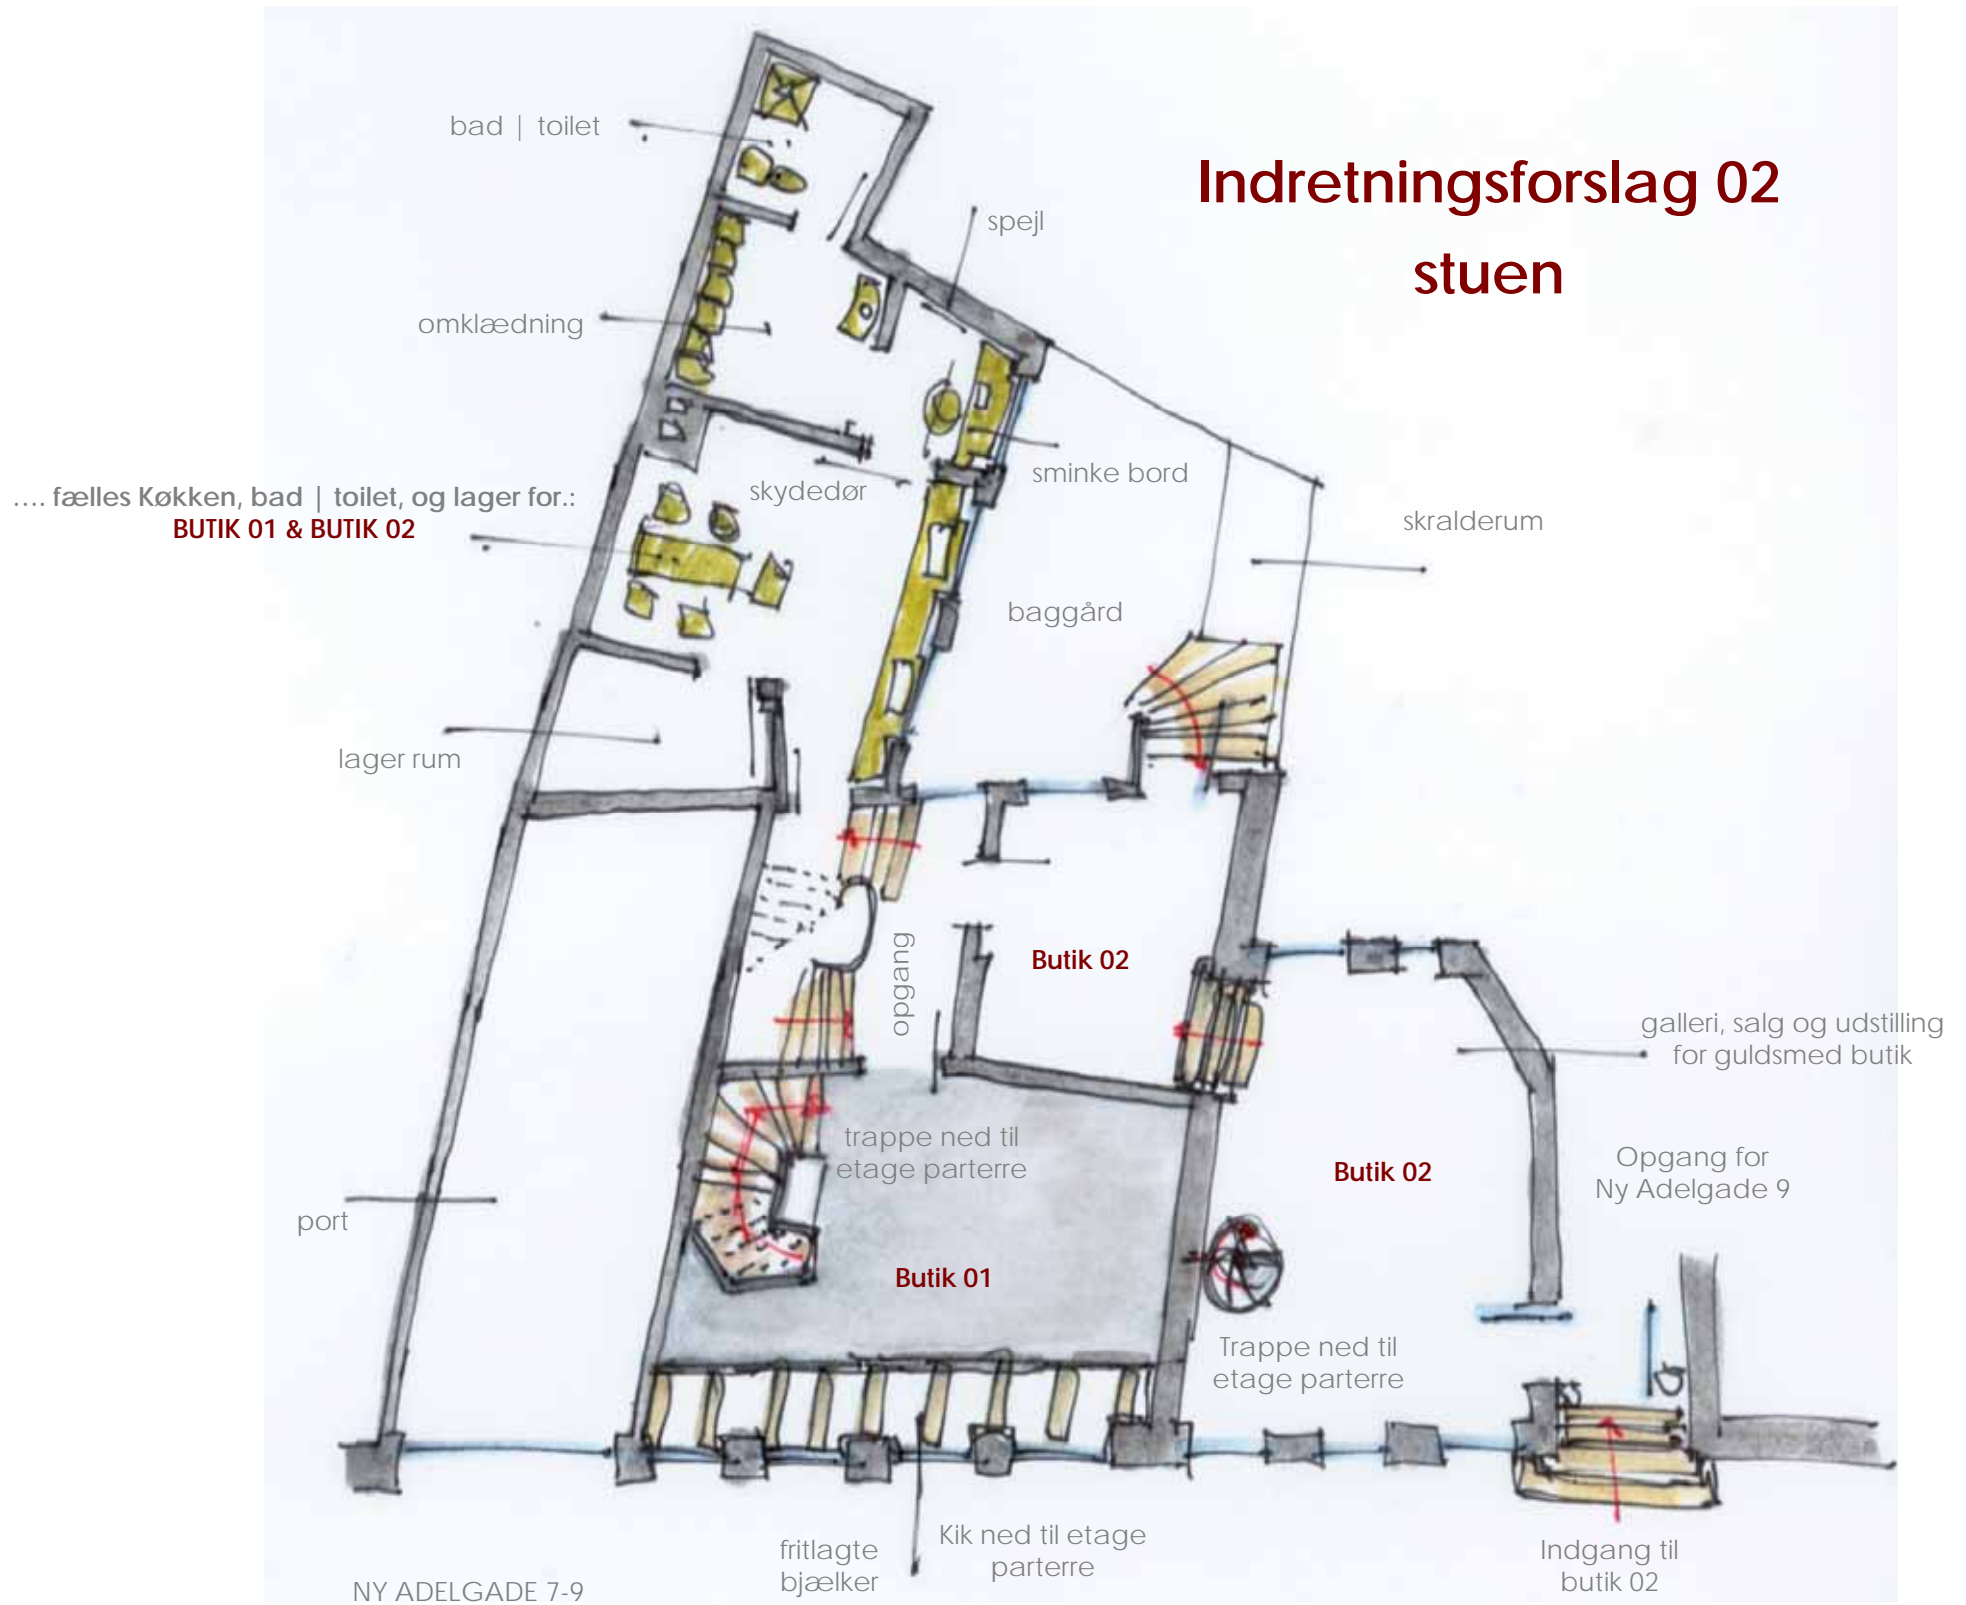 Indretningsforslag 02
stuen
bad | toilet
spejl
omklædning
skydedør
sminke bord
.... fælles Køkken, bad | toilet, og lager for.:
BUTIK 01 & BUTIK 02
skralderum
baggård
lager rum
opgang
Butik 02
galleri, salg og udstilling
for guldsmed butik
trappe ned til
etage parterre
Butik 02
Opgang for
Ny Adelgade 9
port
Butik 01
Trappe ned til
etage parterre
fritlagte
bjælker
Kik ned til etage
parterre
Indgang til
butik 02
NY ADELGADE 7-9